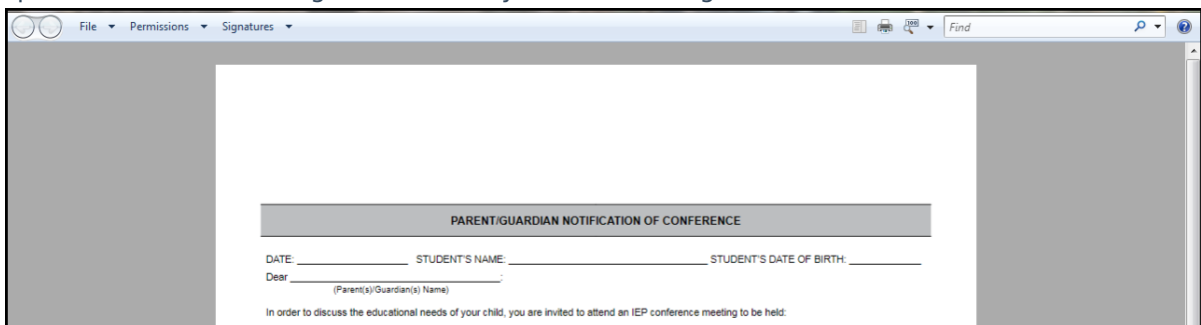 File Permissions Signatures Find
PARENT/GUARDIAN NOTIFICATION OF CONFERENCE
DATE: STUDENT'S NAME: STUDENT'S DATE OF BIRTH:
Dear :
(Parent(s)/Guardian(s) Name)
In order to discuss the educational needs of your child, you are invited to attend an IEP conference meeting to be held: